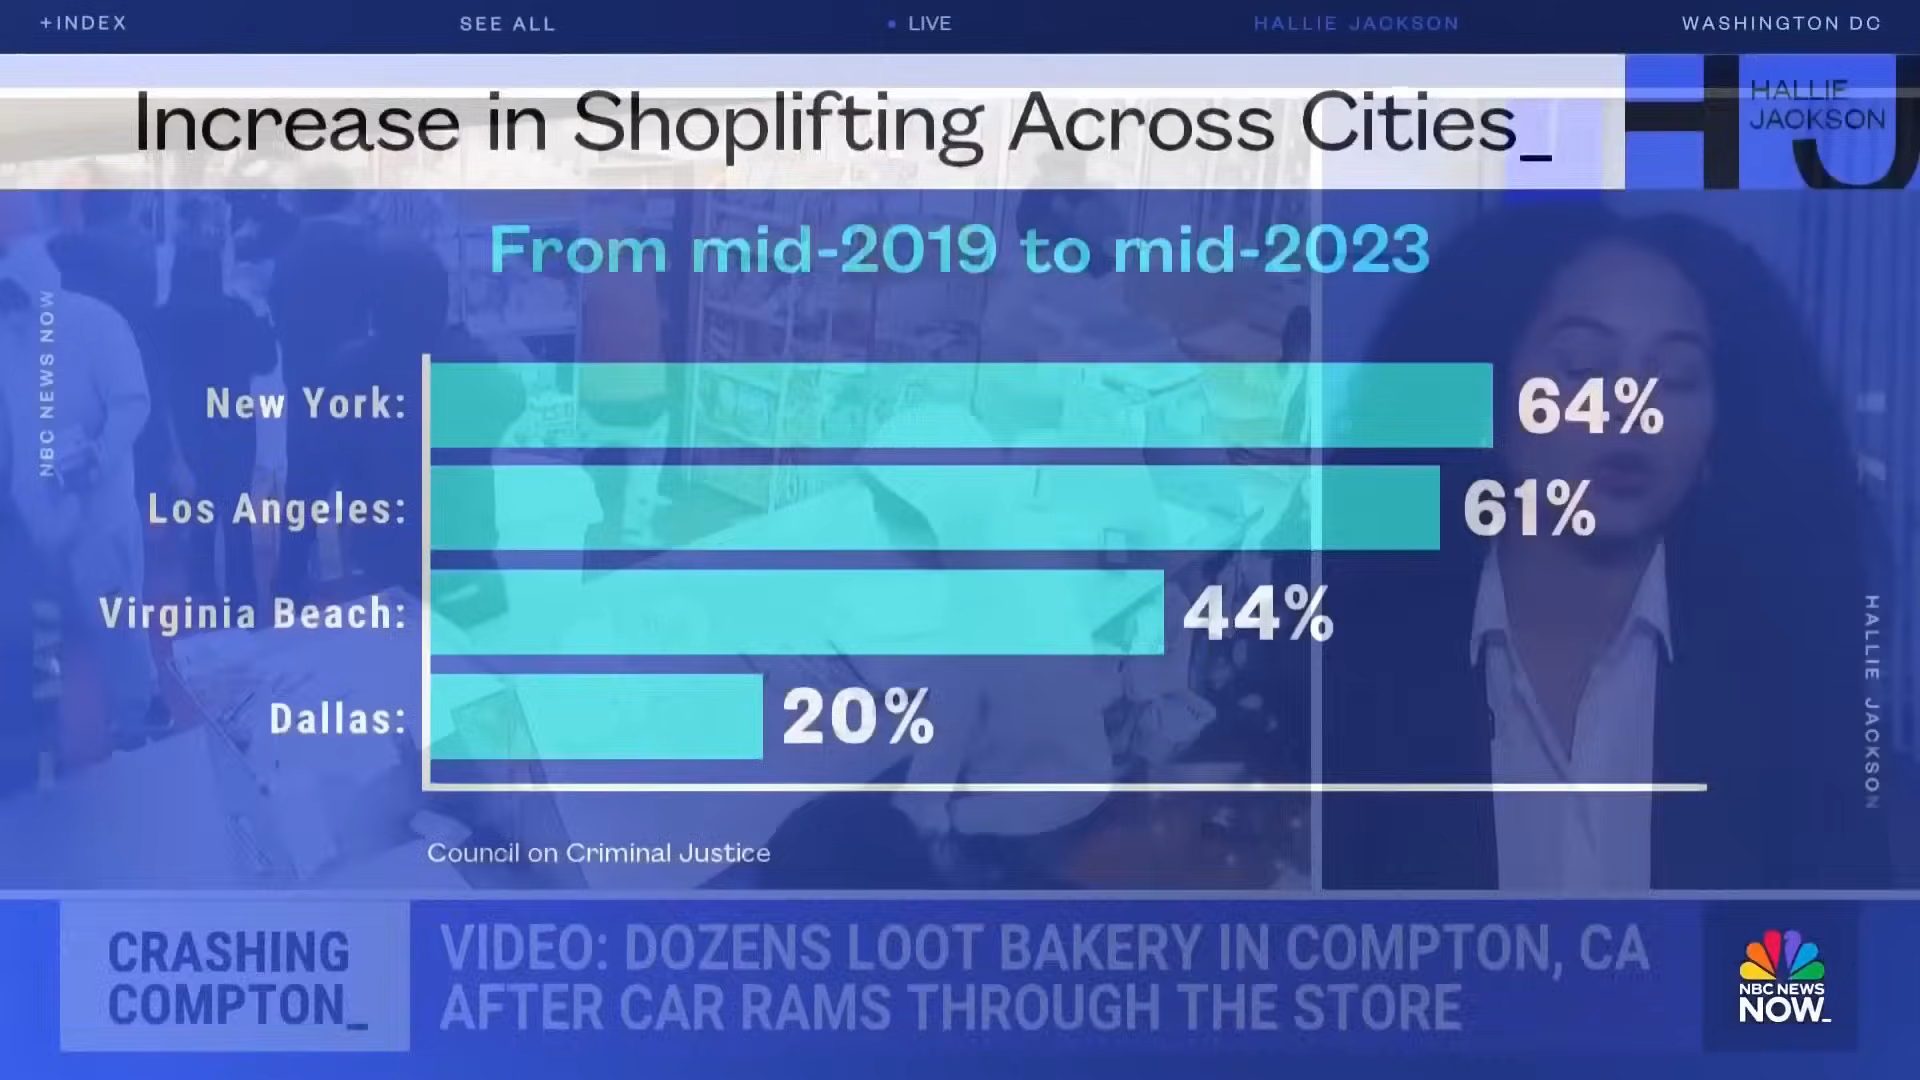 +INDEX
SEE ALL
LIVE
HALLIE JACKSON
WASHINGTON DC
Increase in Shoplifting Across Cities_
HALLIE
JACKSON
HJ
From mid-2019 to mid-2023
NBC NEWS NOW
New York: 64%
Los Angeles: 61%
Virginia Beach: 44%
Dallas: 20%
HALLIE JACKSON
Council on Criminal Justice
CRASHING
COMPTON_
VIDEO: DOZENS LOOT BAKERY IN COMPTON, CA
AFTER CAR RAMS THROUGH THE STORE
NBC NEWS
NOW_